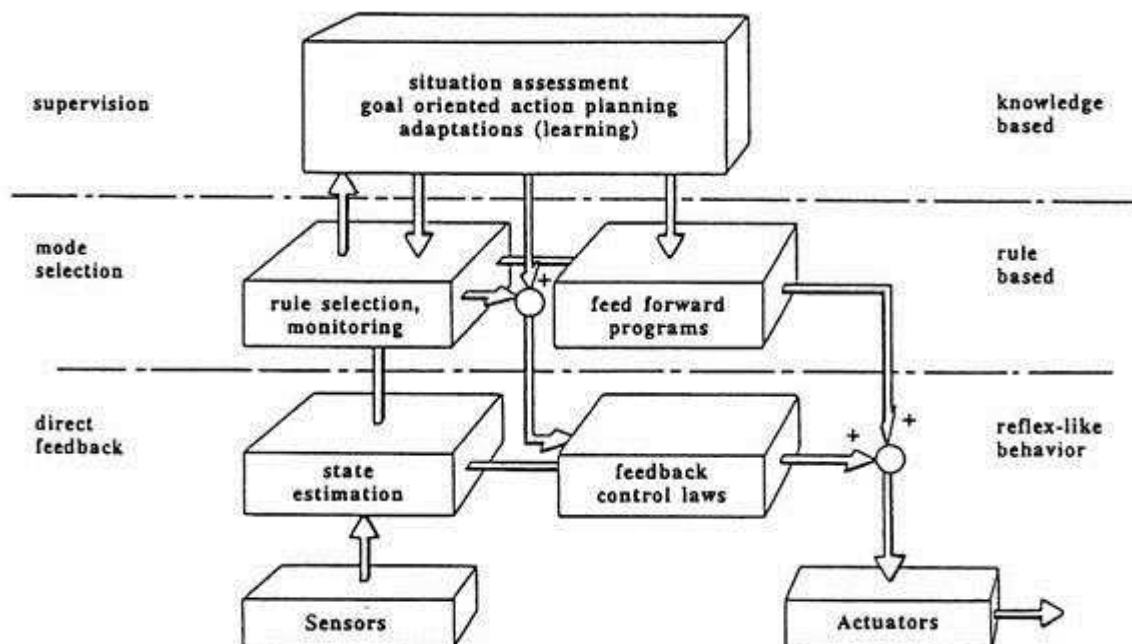 situation assessment
goal oriented action planning
adaptations (learning)
supervision
knowledge
based
mode
selection
rule
based
+
rule selection,
monitoring
feed forward
programs
direct
feedback
reflex-like
behavior
+
+
state
estimation
feedback
control laws
Sensors
Actuators